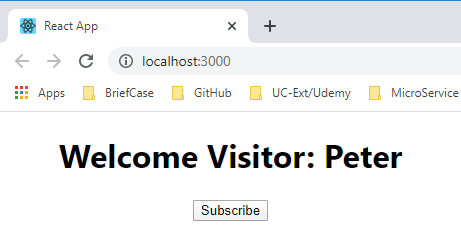 React App
localhost:3000
Apps BriefCase GitHub UC-Ext/Udemy MicroService
Welcome Visitor: Peter
Subscribe